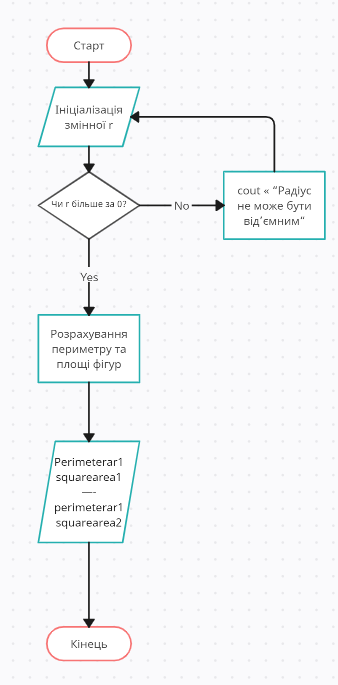 Старт
Ініціалізація
змінної r
Чи r більше за 0?
No
cout « “Радіус
не може бути
від’ємним”
Yes
Розрахування
периметру та
площі фігур
Perimeterar1
squarearea1
—-
perimeterar1
squarearea2
Кінець